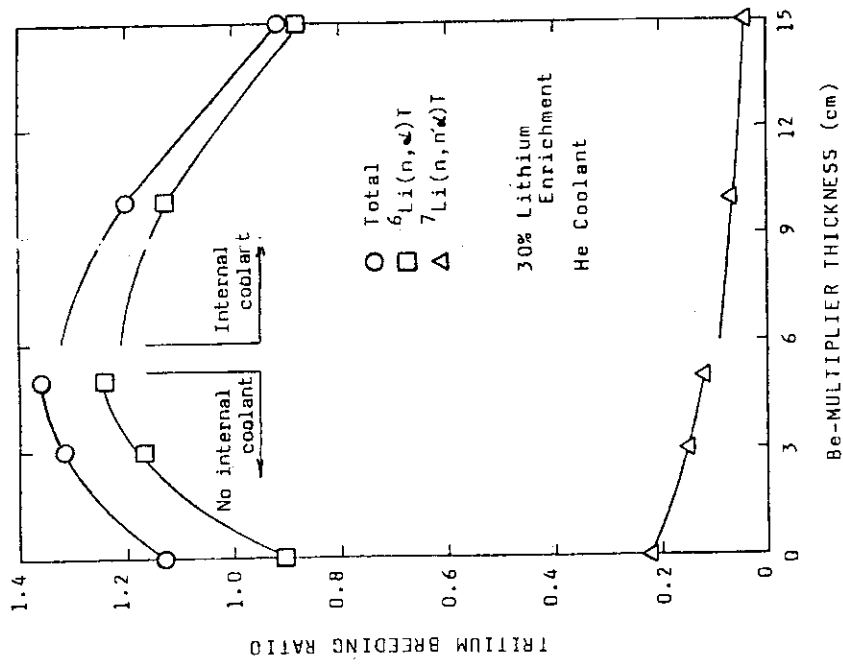 1.4
1.2
1.0
0.8
0.6
0.4
0.2
0
TRITIUM BREEDING RATIO
No internal
coolant
Internal
coolart
Total
⁶Li(n,α)T
⁷Li(n,n'α)T
30% Lithium
Enrichment
He Coolant
0
3
6
9
12
15
Be-MULTIPLIER THICKNESS (cm)